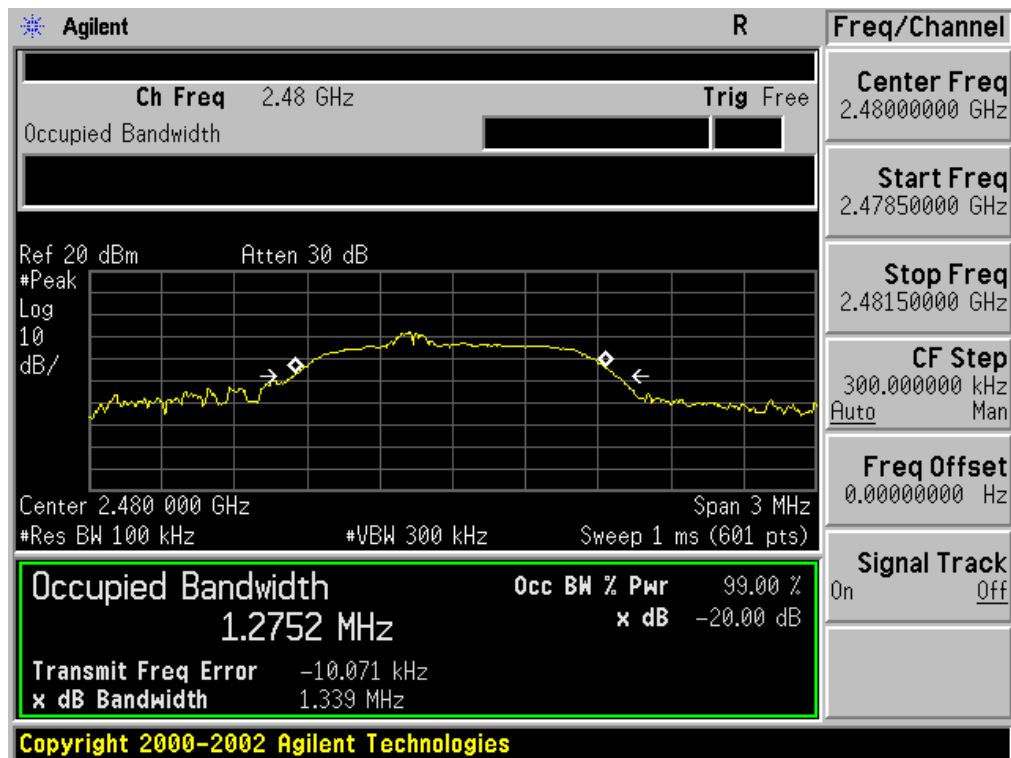 Agilent R Freq/Channel
Ch Freq 2.48 GHz Trig Free
Occupied Bandwidth
Center Freq
2.48000000 GHz
Start Freq
2.47850000 GHz
Stop Freq
2.48150000 GHz
CF Step
300.000000 kHz
Auto Man
Freq Offset
0.00000000 Hz
Signal Track
On Off
Ref 20 dBm Atten 30 dB
#Peak
Log
10
dB/
Center 2.480 000 GHz Span 3 MHz
#Res BW 100 kHz #VBW 300 kHz Sweep 1 ms (601 pts)
Occupied Bandwidth Occ BW % Pwr 99.00 %
1.2752 MHz x dB -20.00 dB
Transmit Freq Error -10.071 kHz
x dB Bandwidth 1.339 MHz
Copyright 2000-2002 Agilent Technologies